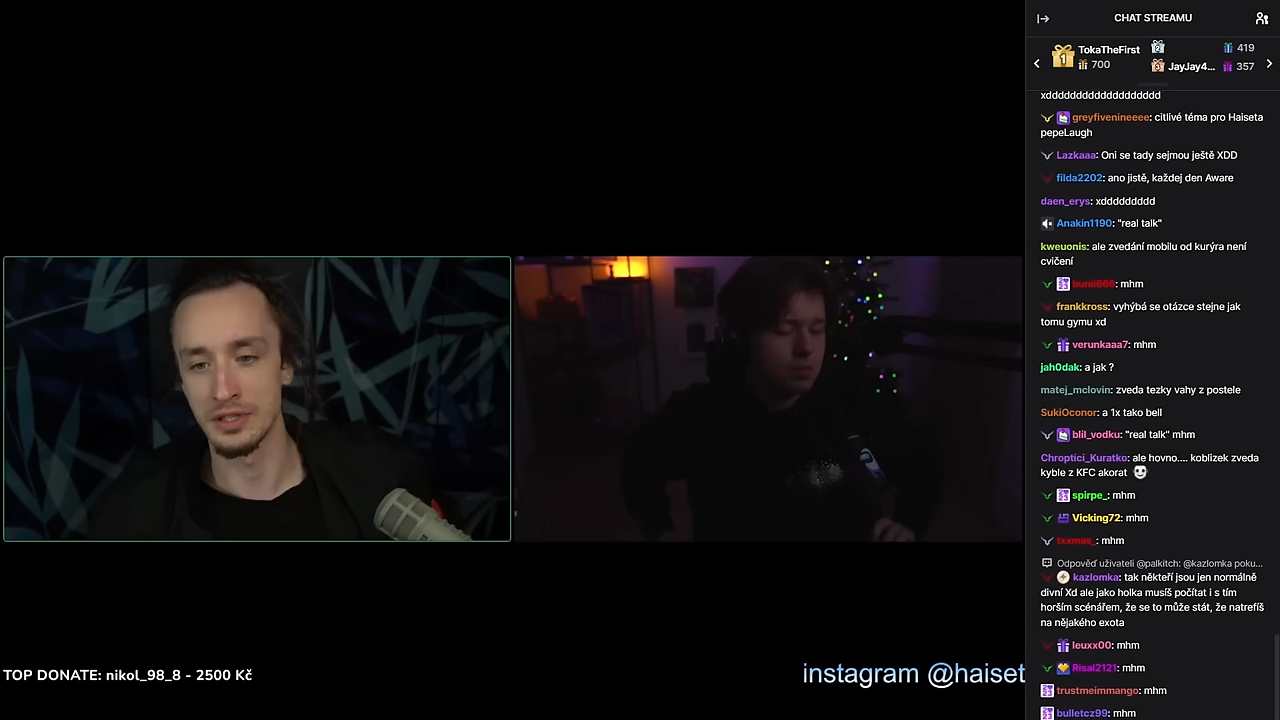 CHAT STREAMU
TokaTheFirst
700
419
JayJay4...
357
xddddddddddddddddddd
greyfivenineeee: citlivé téma pro Haiseta
pepeLaugh
Lazkaaa: Oni se tady sejmou ještě XDD
filda2202: ano jistě, každej den Aware
daen_erys: xddddddddd
Anakin1190: "real talk"
kweuonis: ale zvedání mobilu od kurýra není
cvičení
bunii666: mhm
frankkross: vyhýbá se otázce stejne jak
tomu gymu xd
verunkaaa7: mhm
jah0dak: a jak ?
matej_mclovin: zveda tezky vahy z postele
SukiOconor: a 1x tako bell
blil_vodku: "real talk" mhm
Chroptici_Kuratko: ale hovno.... koblizek zveda
kyble z KFC akorat
spirpe_: mhm
Vicking72: mhm
txxmas_: mhm
Odpověď uživateli @palkitch: @kazlomka poku...
kazlomka: tak někteří jsou jen normálně
divní Xd ale jako holka musíš počítat i s tím
horším scénářem, že se to může stát, že natrefíš
na nějakého exota
leuxx00: mhm
Risal2121: mhm
trustmeimmango: mhm
bulletcz99: mhm
TOP DONATE: nikol_98_8 - 2500 Kč
instagram @haiset